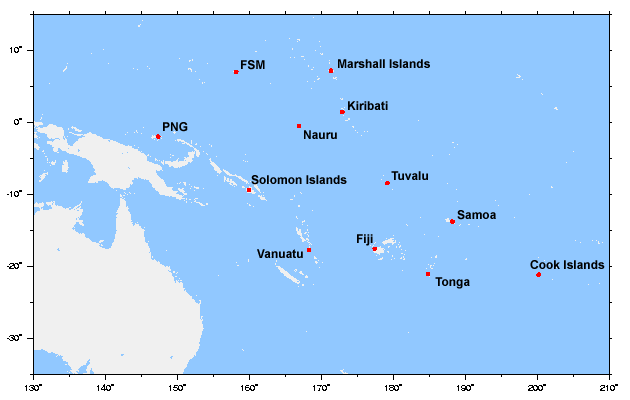 10°
FSM
Marshall Islands
Kiribati
0°
PNG
Nauru
Tuvalu
Solomon Islands
-10°
Samoa
Fiji
Vanuatu
Cook Islands
-20°
Tonga
-30°
130° 140° 150° 160° 170° 180° 190° 200° 210°